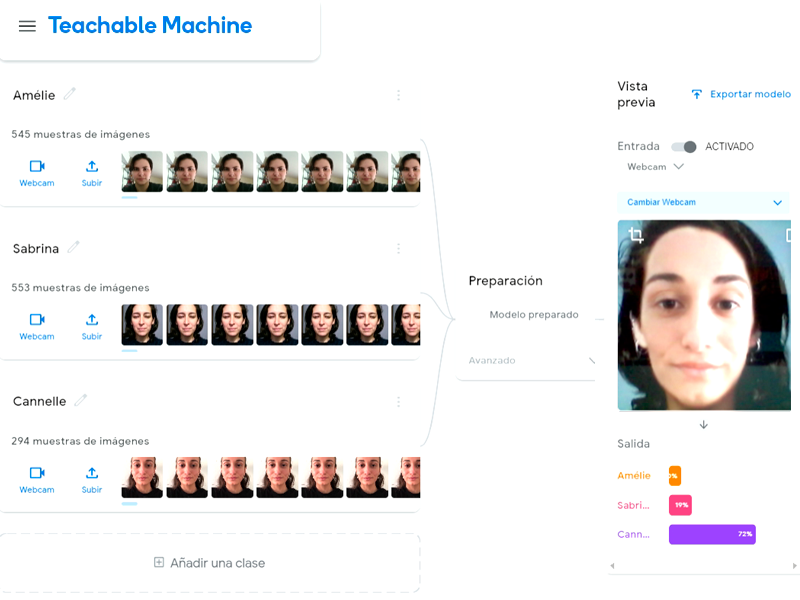 Teachable Machine
Amélie
545 muestras de imágenes
Webcam
Subir
Sabrina
553 muestras de imágenes
Webcam
Subir
Cannelle
294 muestras de imágenes
Webcam
Subir
Añadir una clase
Preparación
Modelo preparado
Avanzado
Vista
previa
Exportar modelo
Entrada
ACTIVADO
Webcam
Cambiar Webcam
Salida
Amélie
Sabri...
19%
Cann...
72%